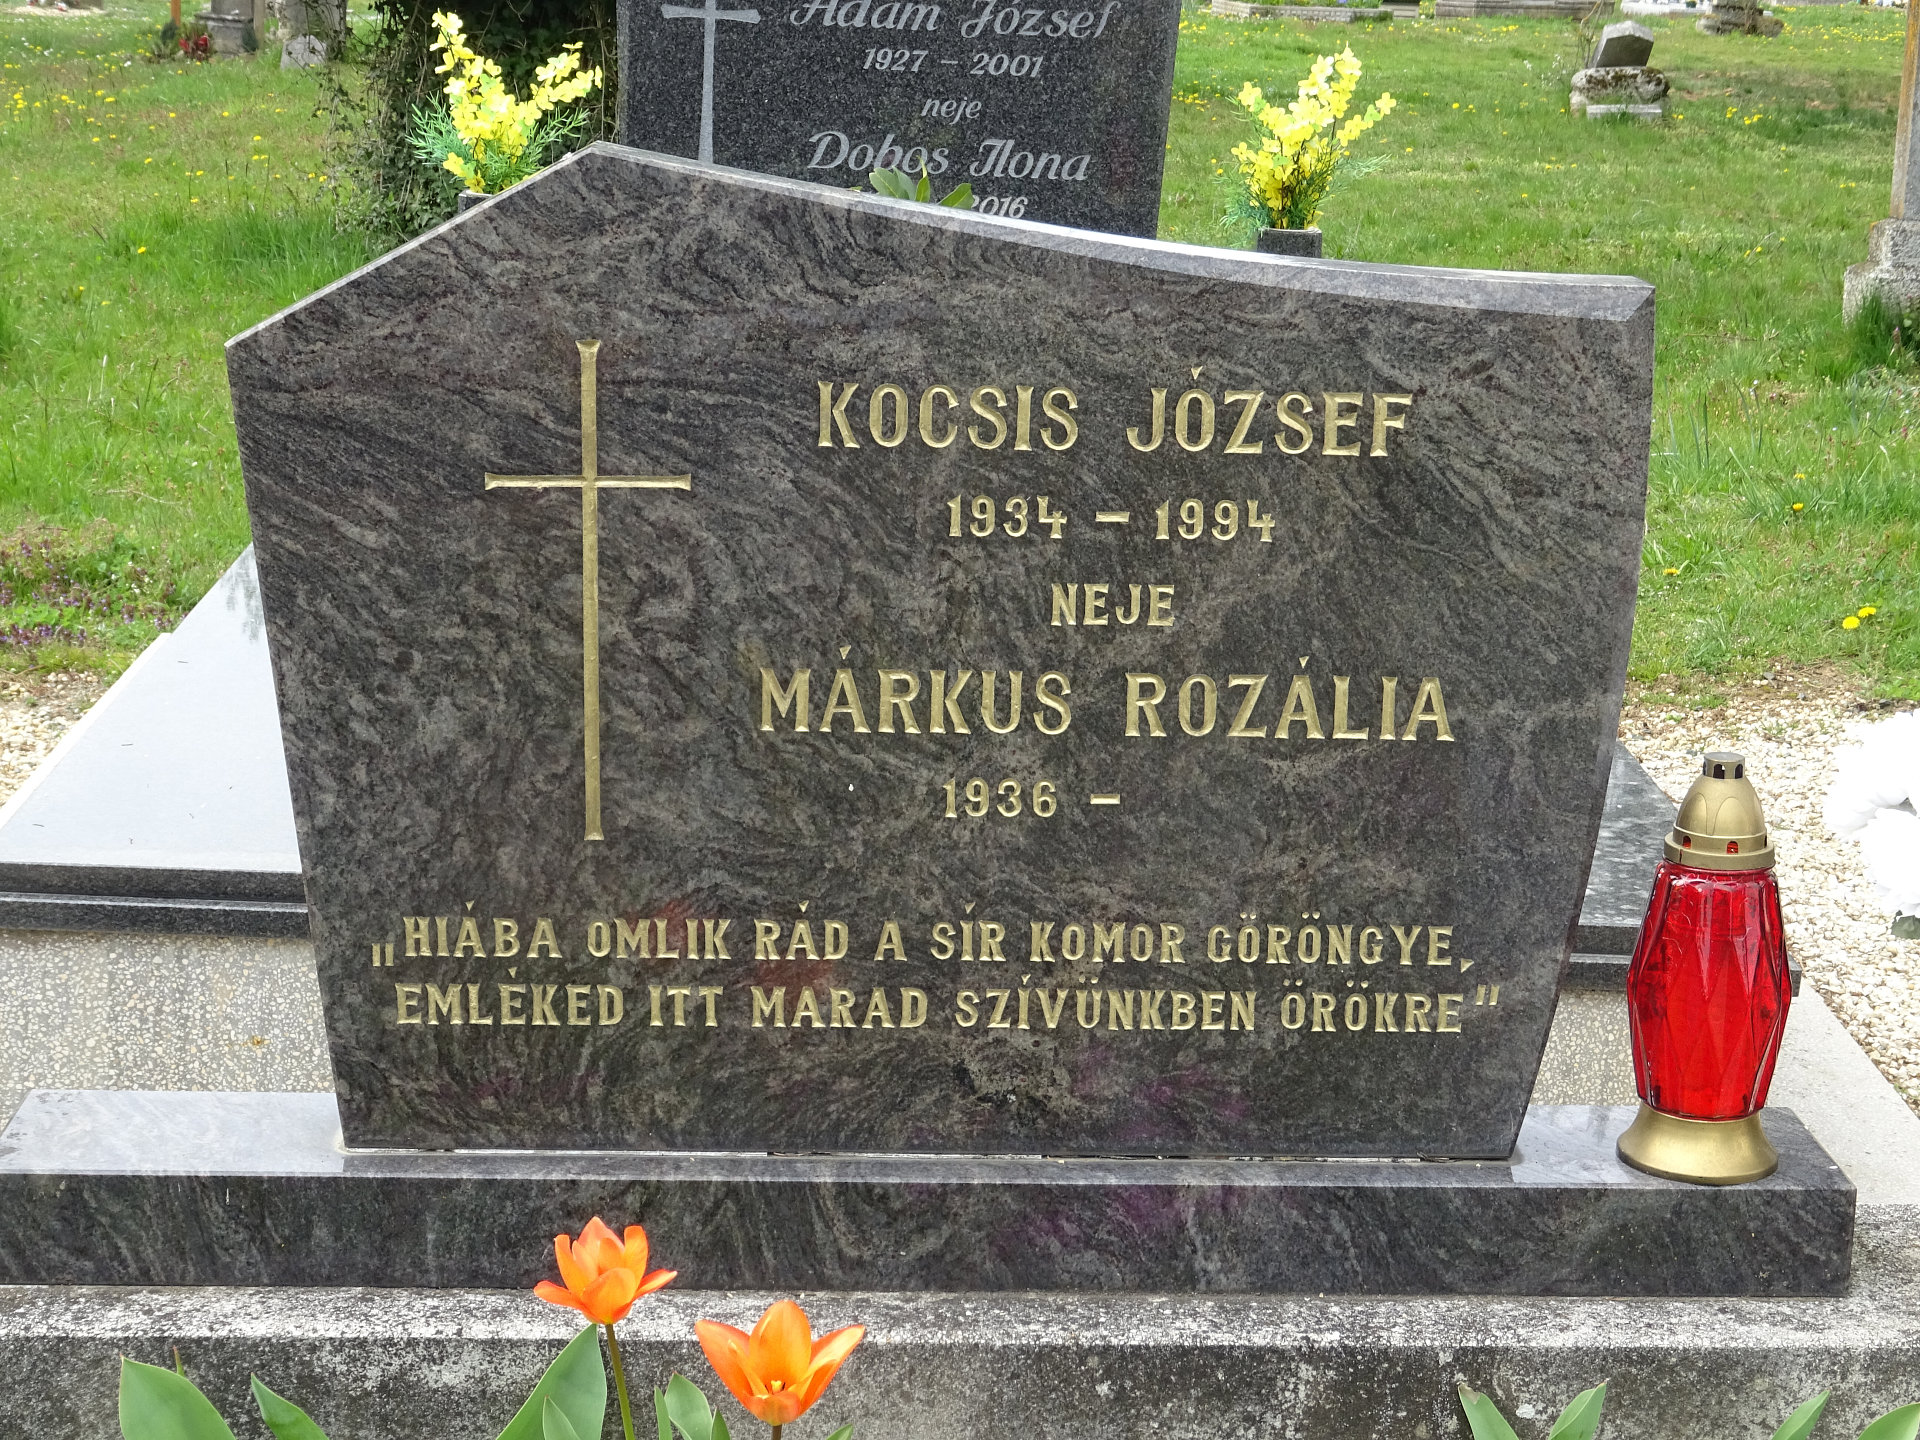 Ádám József
1927 – 2001
neje
Dobos Ilona
2016
KOCSIS JÓZSEF
1934 – 1994
NEJE
MÁRKUS ROZÁLIA
1936 –
„HIÁBA OMLIK RÁD A SÍR KOMOR GÖRÖNGYE,
EMLÉKED ITT MARAD SZÍVÜNKBEN ÖRÖKRE"